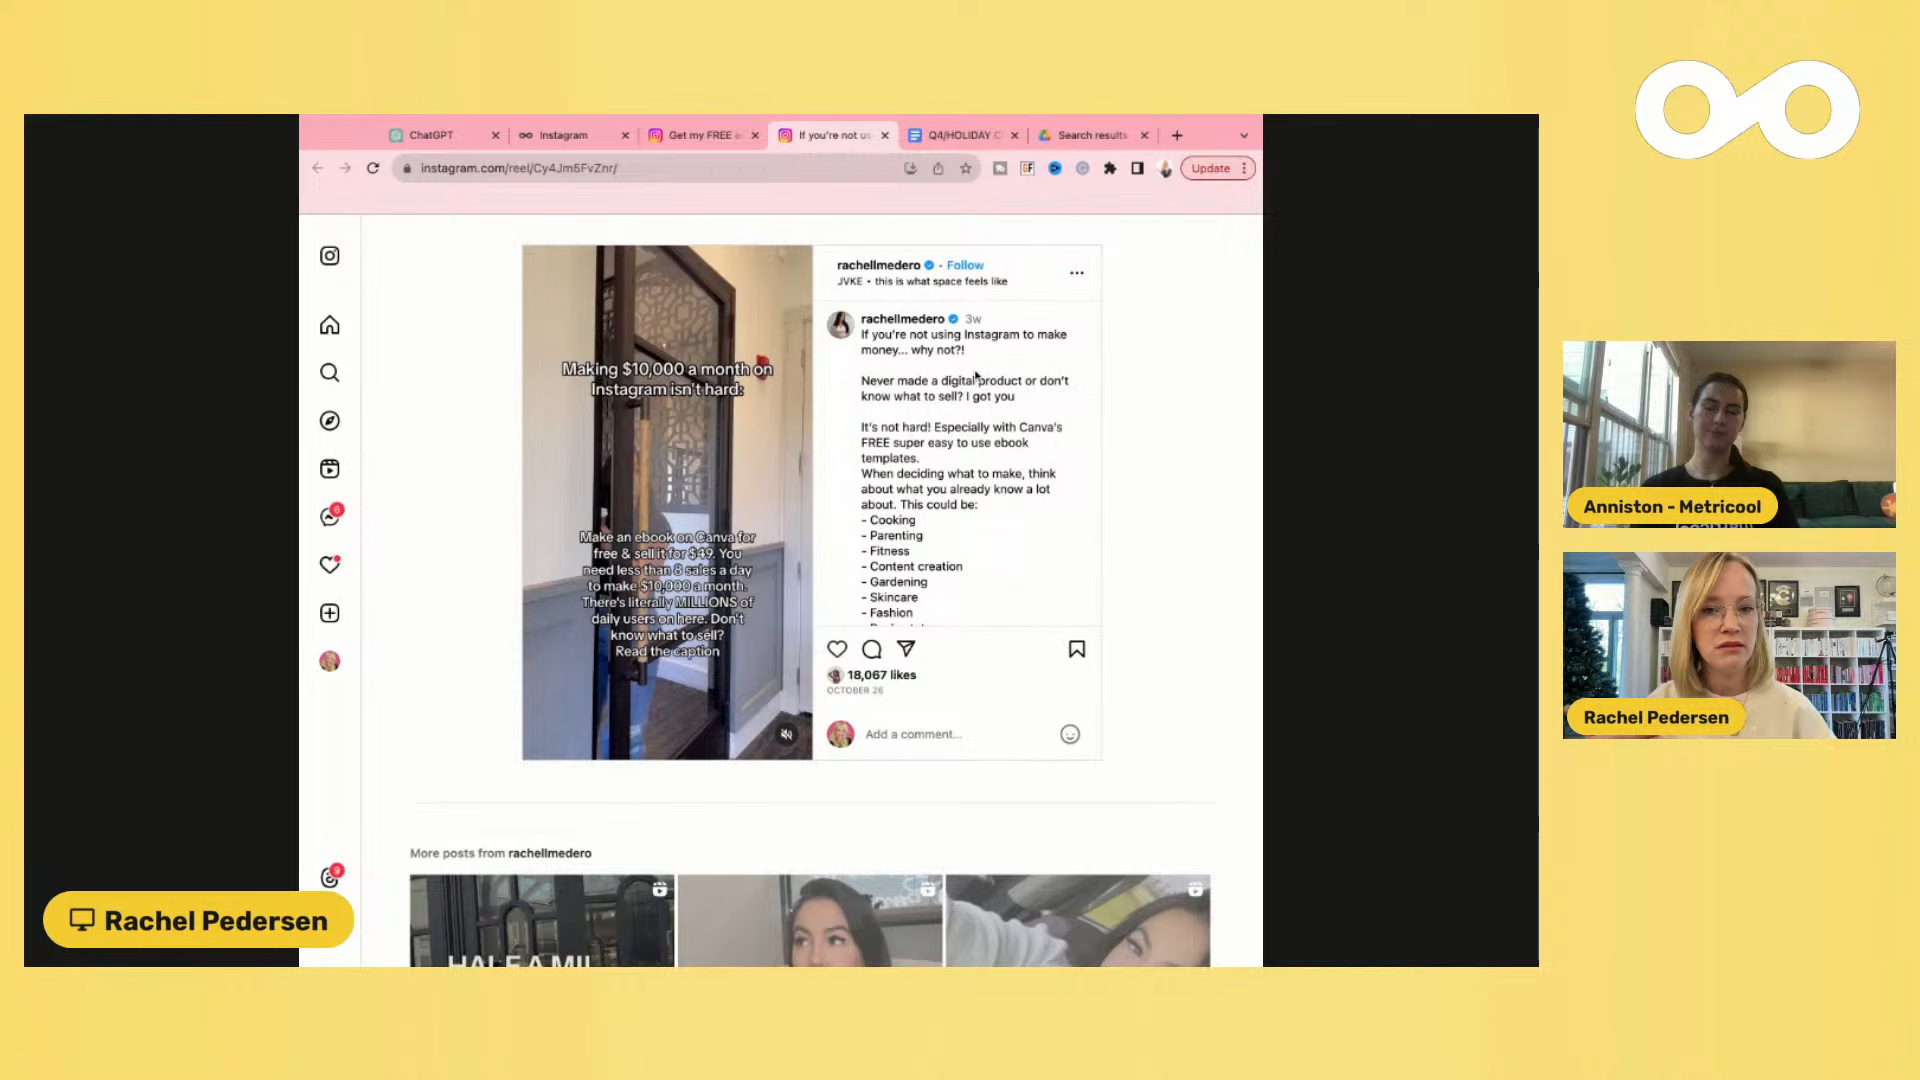 ChatGPT
Instagram
Get my FREE
If you're not us
Q4/HOLIDAY C
Search results
instagram.com/reel/Cy4Jm5FvZnr/
GF
Update
Making $10,000 a month on
Instagram isn't hard:
Make an ebook on Canva for
free & sell it for $49. You
need less than 8 sales a day
to make $10,000 a month.
There's literally MILLIONS of
daily users on here. Don't
know what to sell?
Read the caption
rachellmedero • Follow
JVKE • this is what space feels like
rachellmedero 3w
If you're not using Instagram to make
money... why not?!
Never made a digital product or don't
know what to sell? I got you
It's not hard! Especially with Canva's
FREE super easy to use ebook
templates.
When deciding what to make, think
about what you already know a lot
about. This could be:
- Cooking
- Parenting
- Fitness
- Content creation
- Gardening
- Skincare
- Fashion
18,067 likes
OCTOBER 26
Add a comment...
6
9
More posts from rachellmedero
HALF A MIL
Rachel Pedersen
Anniston - Metricool
Rachel Pedersen